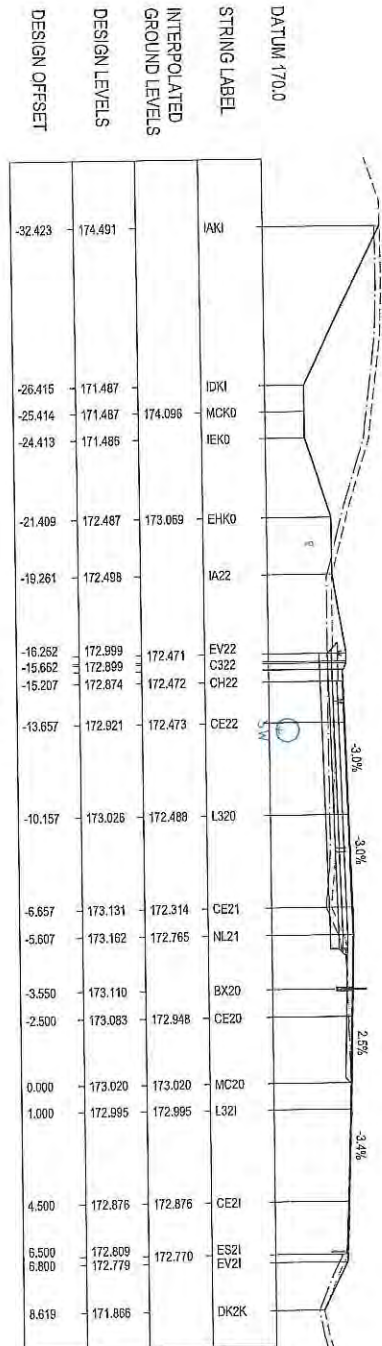 DATUM 170.0
STRING LABEL
INTERPOLATED
GROUND LEVELS
DESIGN LEVELS
DESIGN OFFSET
-32.423 174.491 IAKI
-26.415 171.487 IDKI
-25.414 171.487 174.096 MCK0
-24.413 171.486 IEK0
-21.409 172.487 173.069 EHK0
-19.261 172.498 IA22
-16.262 172.999 172.471 EV22
-15.662 172.899 C322
-15.207 172.874 172.472 CH22
-13.657 172.921 172.473 CE22
SW
-3.0%
-10.157 173.026 172.488 L320
-3.0%
-6.657 173.131 172.314 CE21
-5.607 173.162 172.765 NL21
-3.550 173.110 BX20
-2.500 173.083 172.948 CE20
2.5%
0.000 173.020 173.020 MC20
1.000 172.995 172.995 L32I
-3.4%
4.500 172.876 172.876 CE2I
6.500 172.809 172.770 ES2I
6.800 172.779 EV2I
8.619 171.866 DK2K